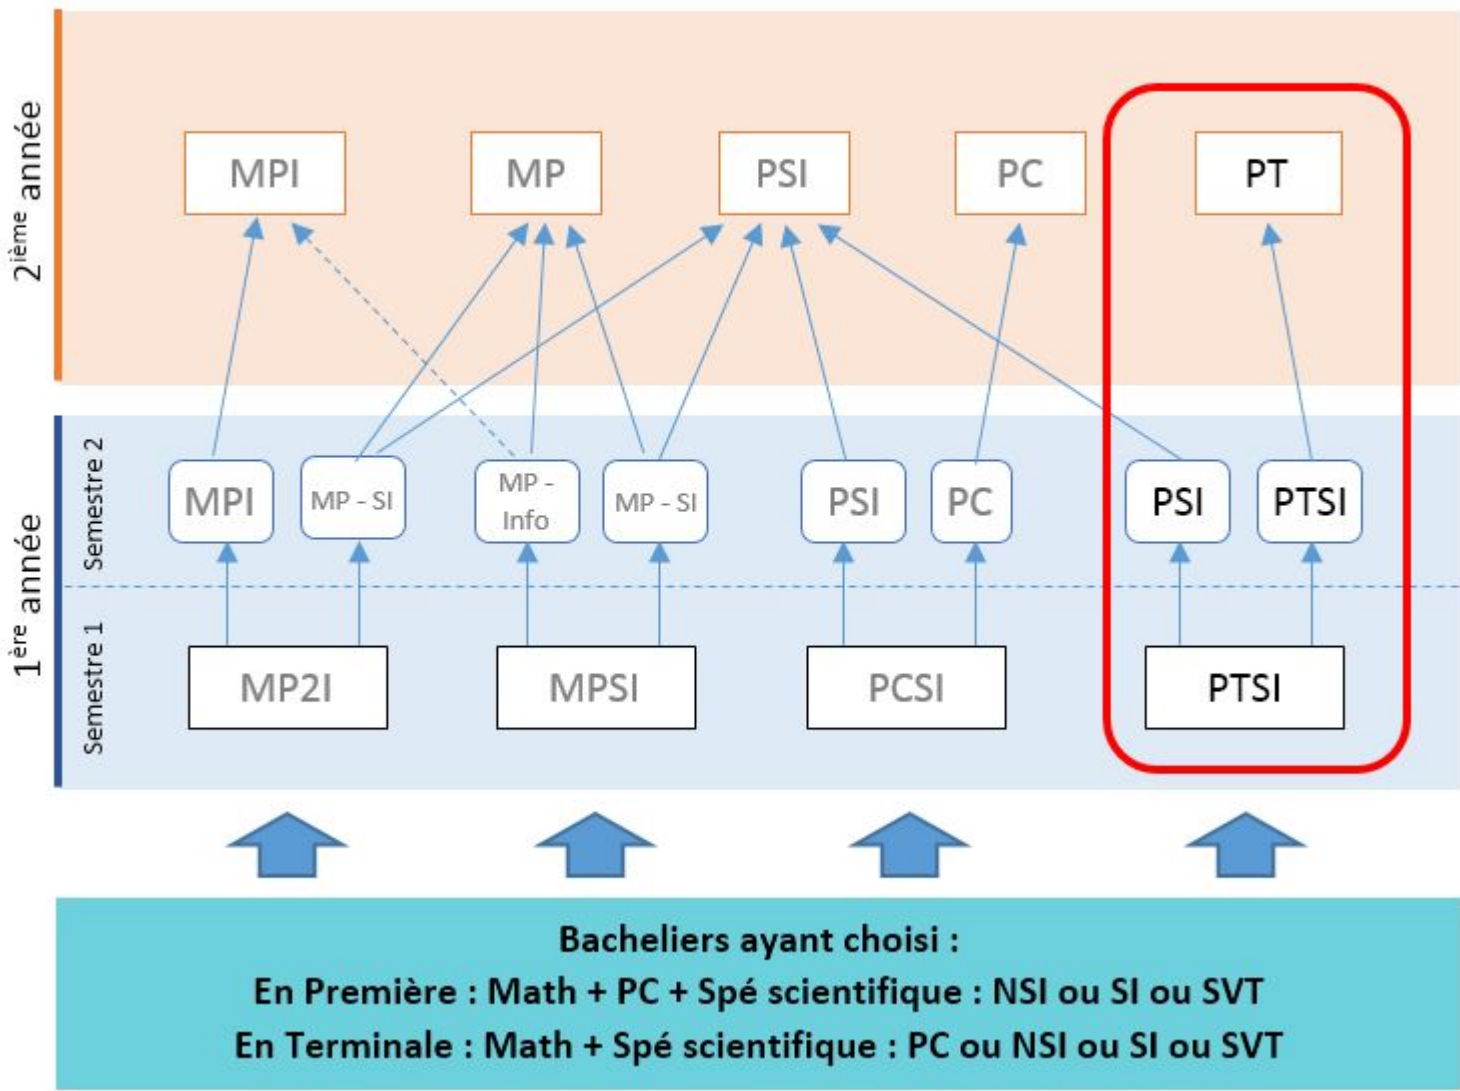 2ième année
MPI
MP
PSI
PC
PT
1ère année
Semestre 2
MPI
MP - SI
MP -
Info
MP - SI
PSI
PC
PSI
PTSI
Semestre 1
MP2I
MPSI
PCSI
PTSI
Bacheliers ayant choisi :
En Première : Math + PC + Spé scientifique : NSI ou SI ou SVT
En Terminale : Math + Spé scientifique : PC ou NSI ou SI ou SVT